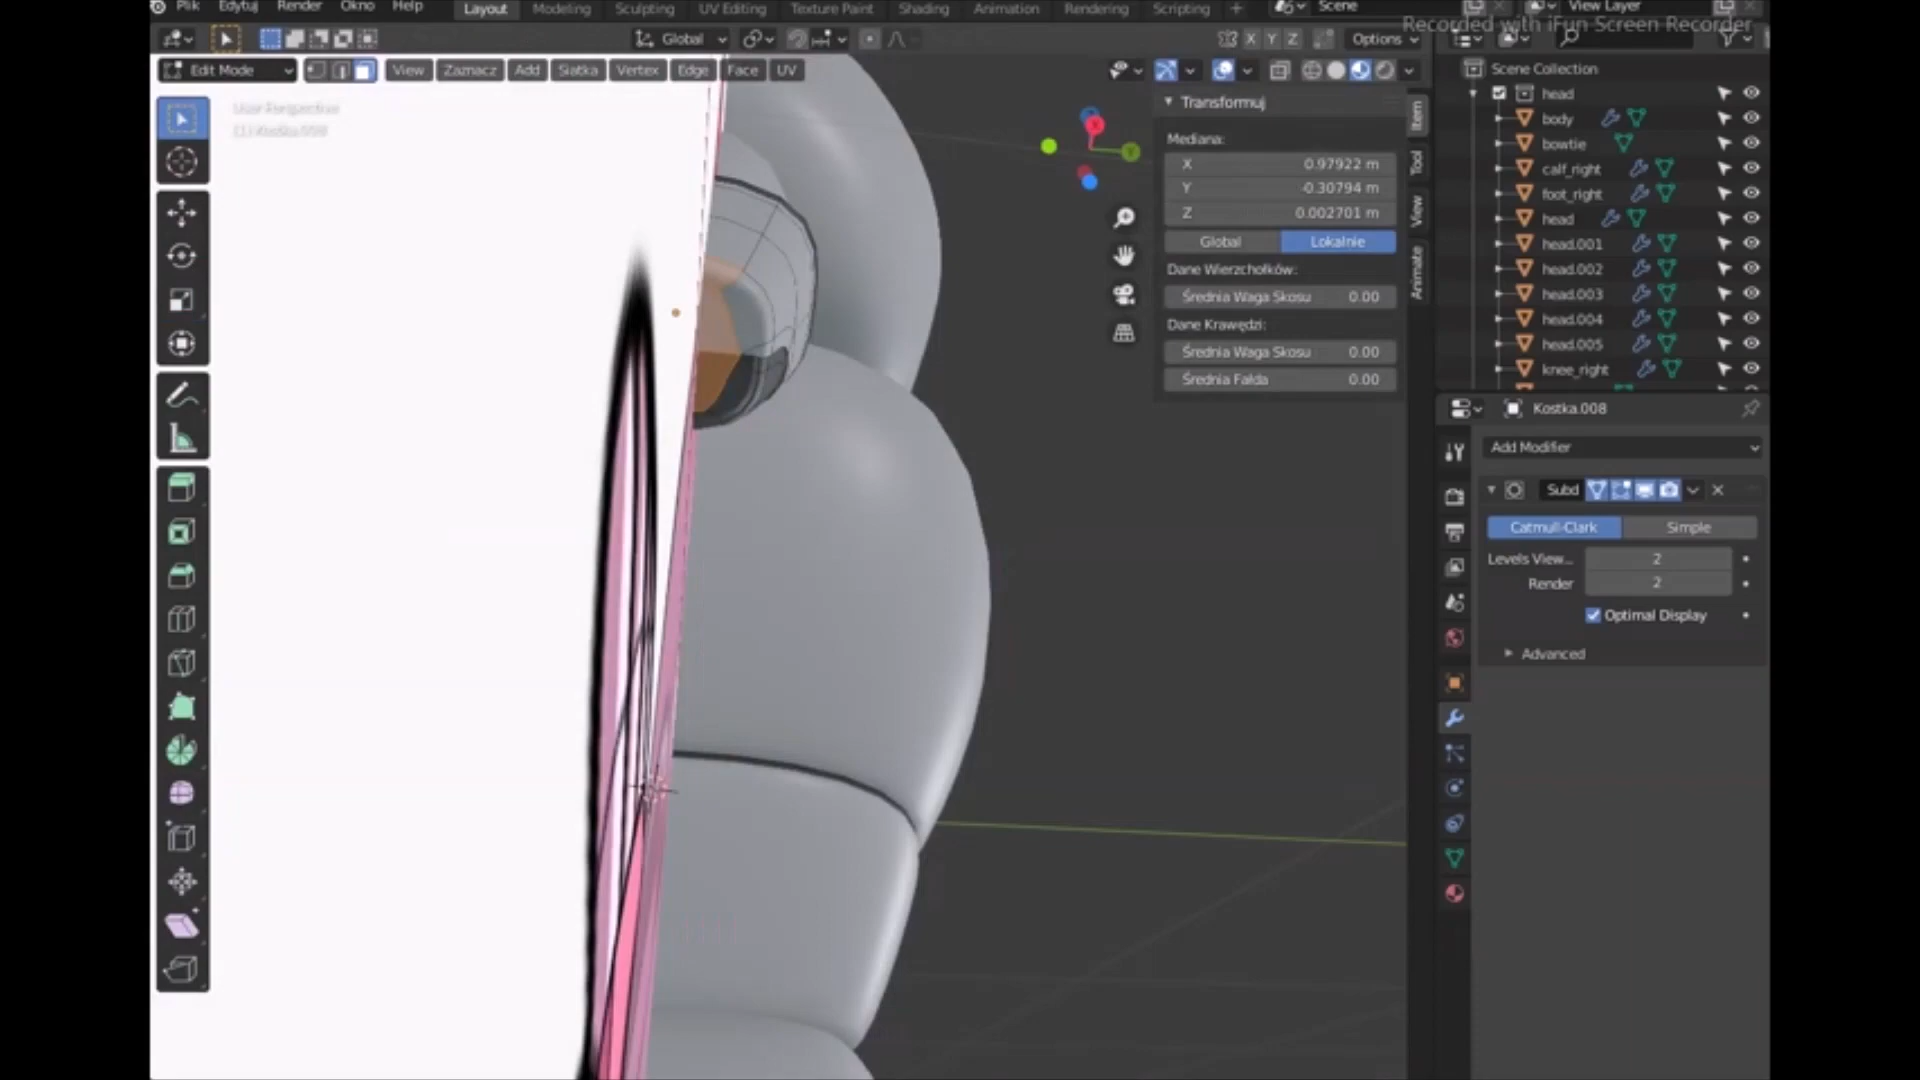 Plik Edytuj Render Okno Help Layout Modeling Sculpting UV Editing Texture Paint Shading Animation Rendering Scripting + Scene View Layer
Recorded with iFun Screen Recorder
Global X Y Z Options
Edit Mode View Zaznacz Add Siatka Vertex Edge Face UV
User Perspective
(1) Kostka.008
Transformuj
Mediana:
X 0.97922 m
Y -0.30794 m
Z 0.002701 m
Global Lokalnie
Dane Wierzchołków:
Średnia Waga Skosu 0.00
Dane Krawędzi:
Średnia Waga Skosu 0.00
Średnia Fałda 0.00
Item
Tool
View
Animate
X
Y
Scene Collection
head
body
bowtie
calf_right
foot_right
head
head.001
head.002
head.003
head.004
head.005
knee_right
Kostka.008
Add Modifier
Subd
Catmull-Clark Simple
Levels View... 2
Render 2
Optimal Display
Advanced